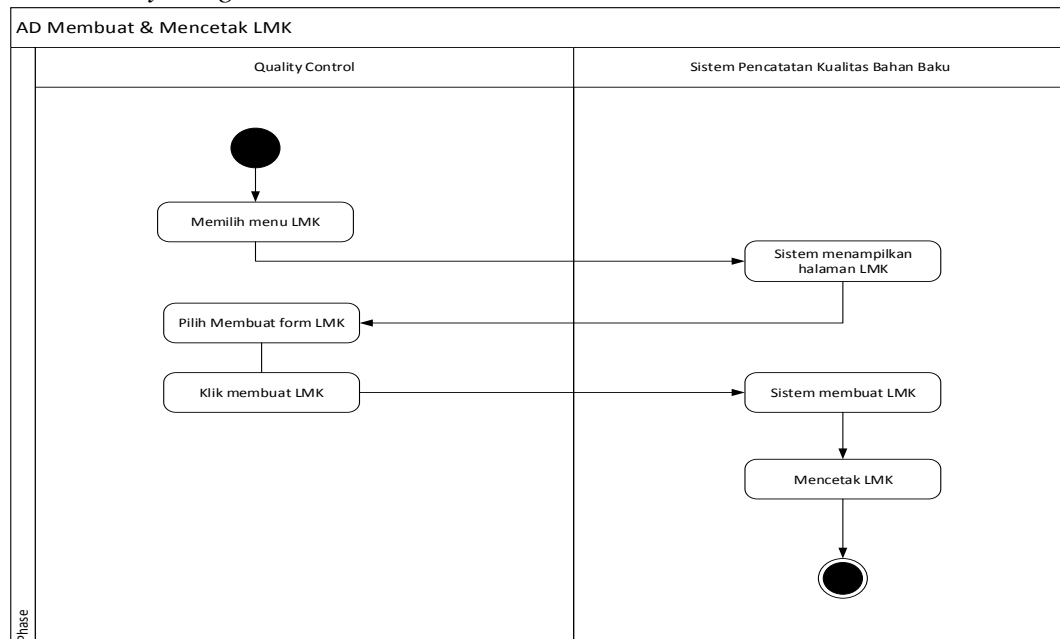 AD Membuat & Mencetak LMK
Quality Control
Sistem Pencatatan Kualitas Bahan Baku
Memilih menu LMK
Sistem menampilkan
halaman LMK
Pilih Membuat form LMK
Klik membuat LMK
Sistem membuat LMK
Mencetak LMK
Phase